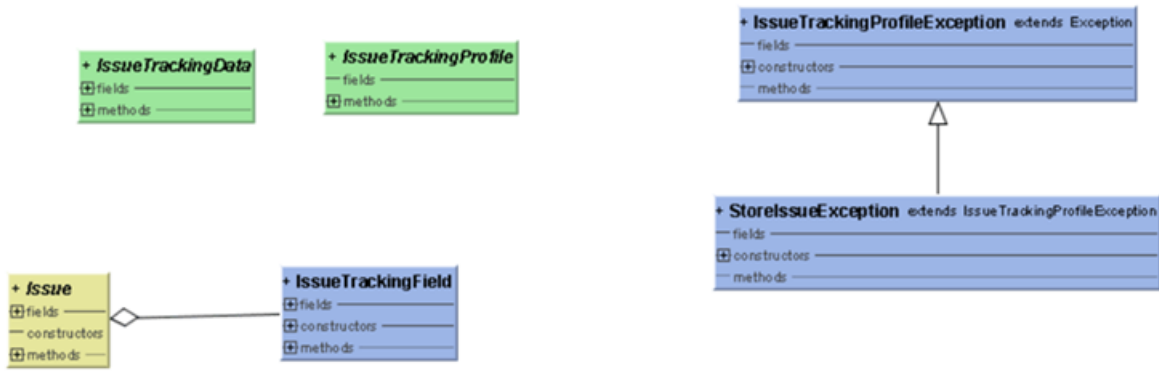 + IssueTrackingData
fields
methods
+ IssueTrackingProfile
fields
methods
+ IssueTrackingProfileException extends Exception
fields
constructors
methods
+ StoreIssueException extends IssueTrackingProfileException
fields
constructors
methods
+ Issue
fields
constructors
methods
+ IssueTrackingField
fields
constructors
methods